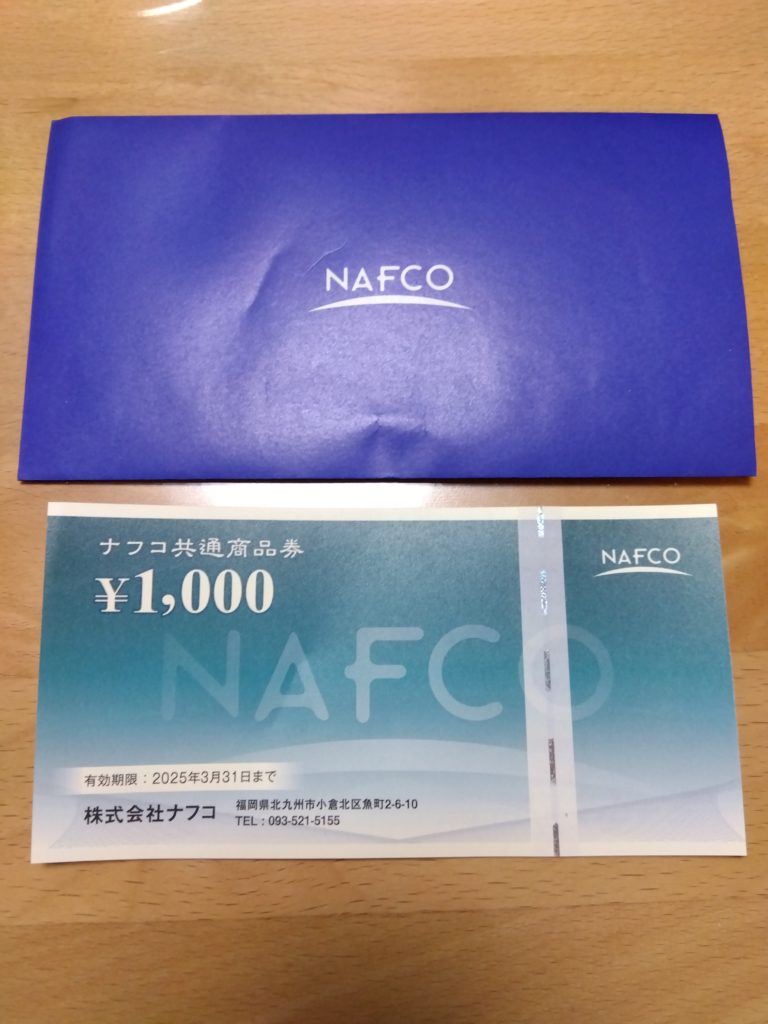 NAFCO
ナフコ共通商品券
¥1,000
NAFCO
NAFCO
有効期限：2025年3月31日まで
株式会社ナフコ
福岡県北九州市小倉北区魚町2-6-10
TEL：093-521-5155